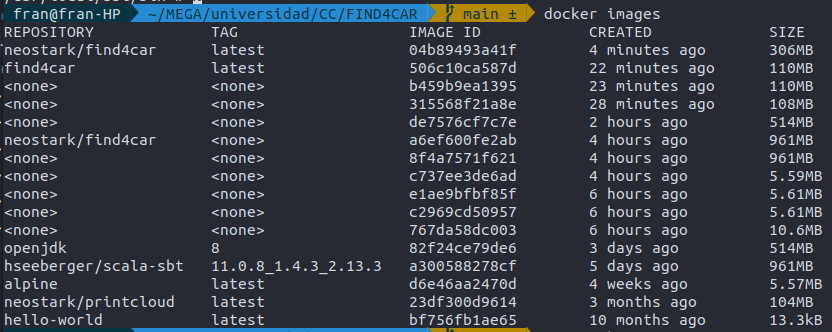 fran@fran-HP ~/MEGA/universidad/CC/FIND4CAR main ± docker images
REPOSITORY TAG IMAGE ID CREATED SIZE
neostark/find4car latest 04b89493a41f 4 minutes ago 306MB
find4car latest 506c10ca587d 22 minutes ago 110MB
<none> <none> b459b9ea1395 23 minutes ago 110MB
<none> <none> 315568f21a8e 28 minutes ago 108MB
<none> <none> de7576cf7c7e 2 hours ago 514MB
neostark/find4car <none> a6ef600fe2ab 4 hours ago 961MB
<none> <none> 8f4a7571f621 4 hours ago 961MB
<none> <none> c737ee3de6ad 4 hours ago 5.59MB
<none> <none> e1ae9bfbf85f 6 hours ago 5.61MB
<none> <none> c2969cd50957 6 hours ago 5.61MB
<none> <none> 767da58dc003 6 hours ago 10.6MB
openjdk 8 82f24ce79de6 3 days ago 514MB
hseeberger/scala-sbt 11.0.8_1.4.3_2.13.3 a300588278cf 5 days ago 961MB
alpine latest d6e46aa2470d 4 weeks ago 5.57MB
neostark/printcloud latest 23df300d9614 3 months ago 104MB
hello-world latest bf756fb1ae65 10 months ago 13.3kB